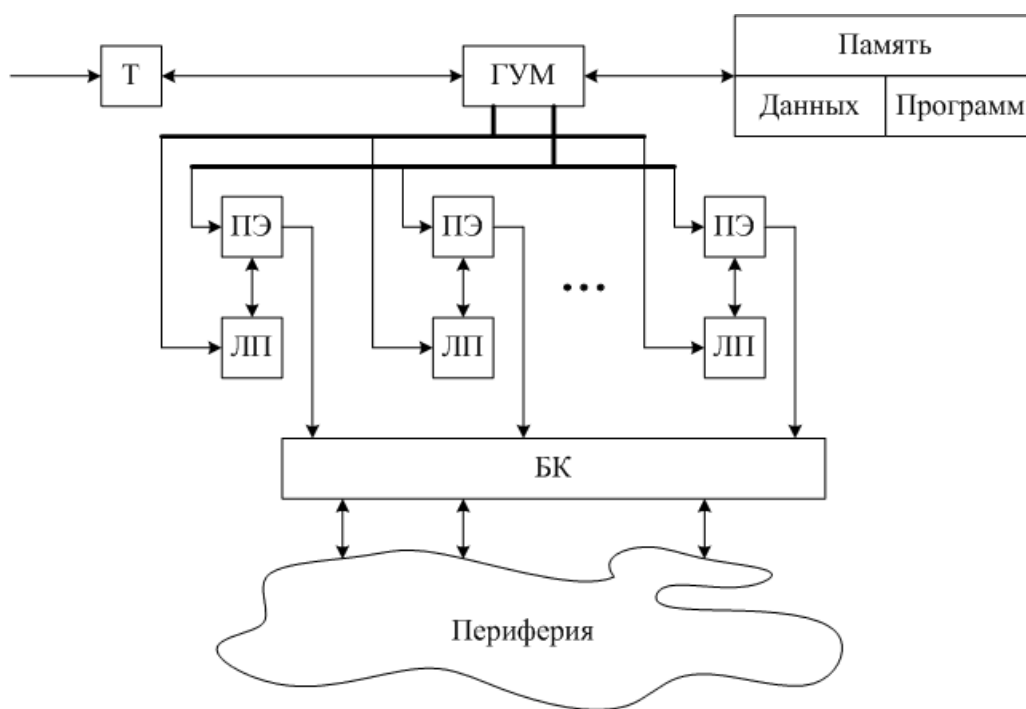 Т
ГУМ
Память
Данных
Программ
ПЭ
ПЭ
ПЭ
ЛП
ЛП
ЛП
БК
Периферия